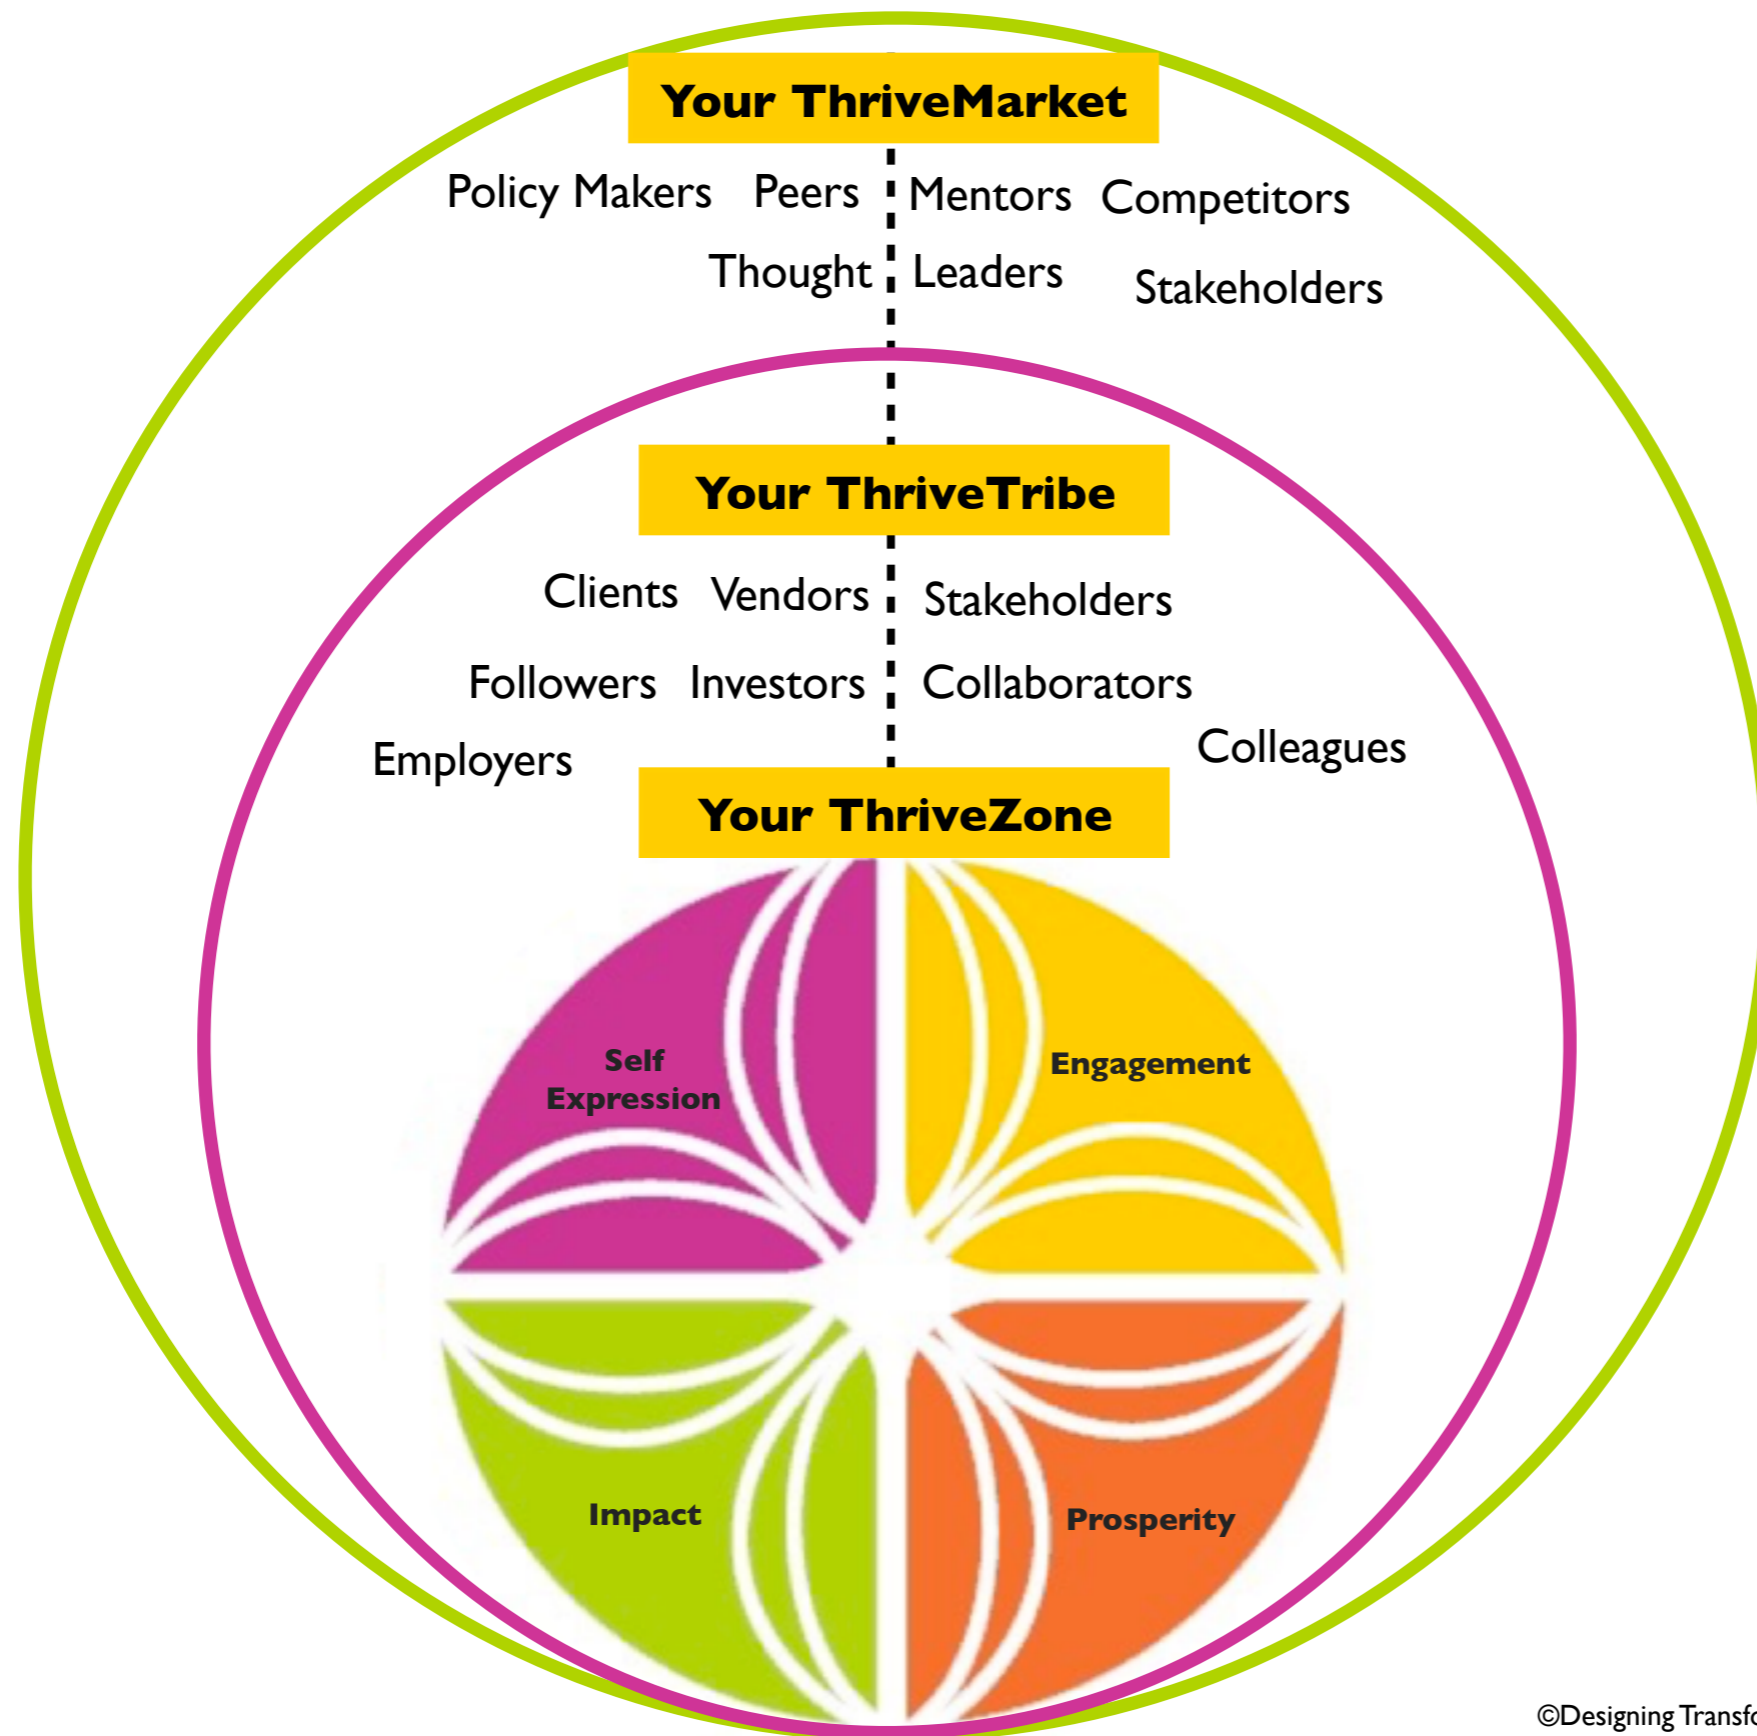 Your ThriveMarket
Policy Makers Peers Mentors Competitors
Thought Leaders Stakeholders
Your ThriveTribe
Clients Vendors Stakeholders
Followers Investors Collaborators
Employers Colleagues
Your ThriveZone
Self
Expression
Engagement
Impact
Prosperity
©Designing